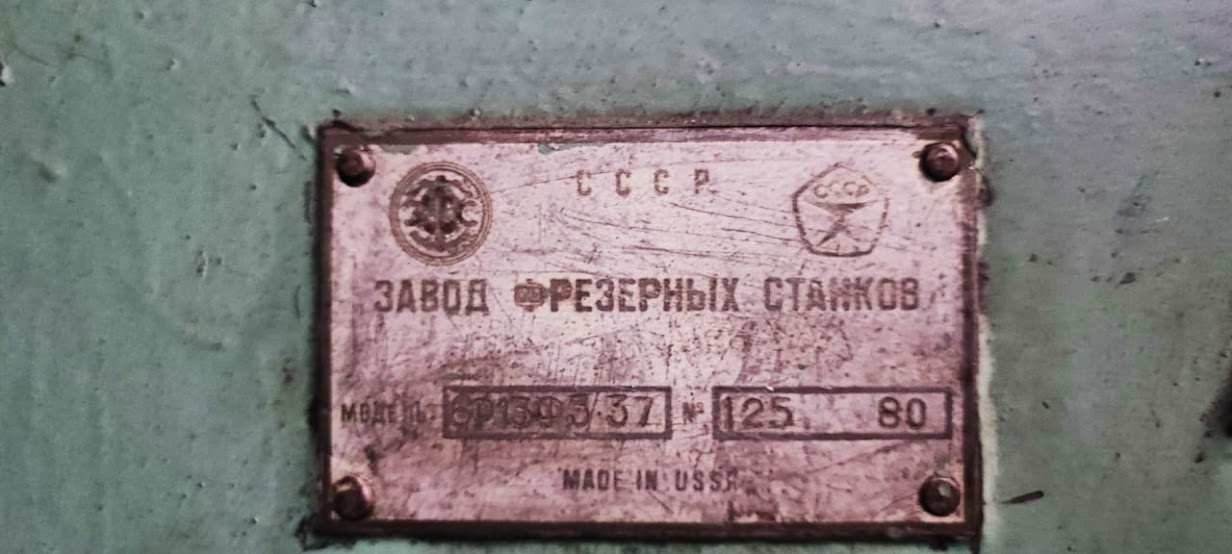 СССР
СССР
ЗАВОД ФРЕЗЕРНЫХ СТАНКОВ
МОДЕЛЬ 6Р13Ф3/37 № 125 80
MADE IN USSR